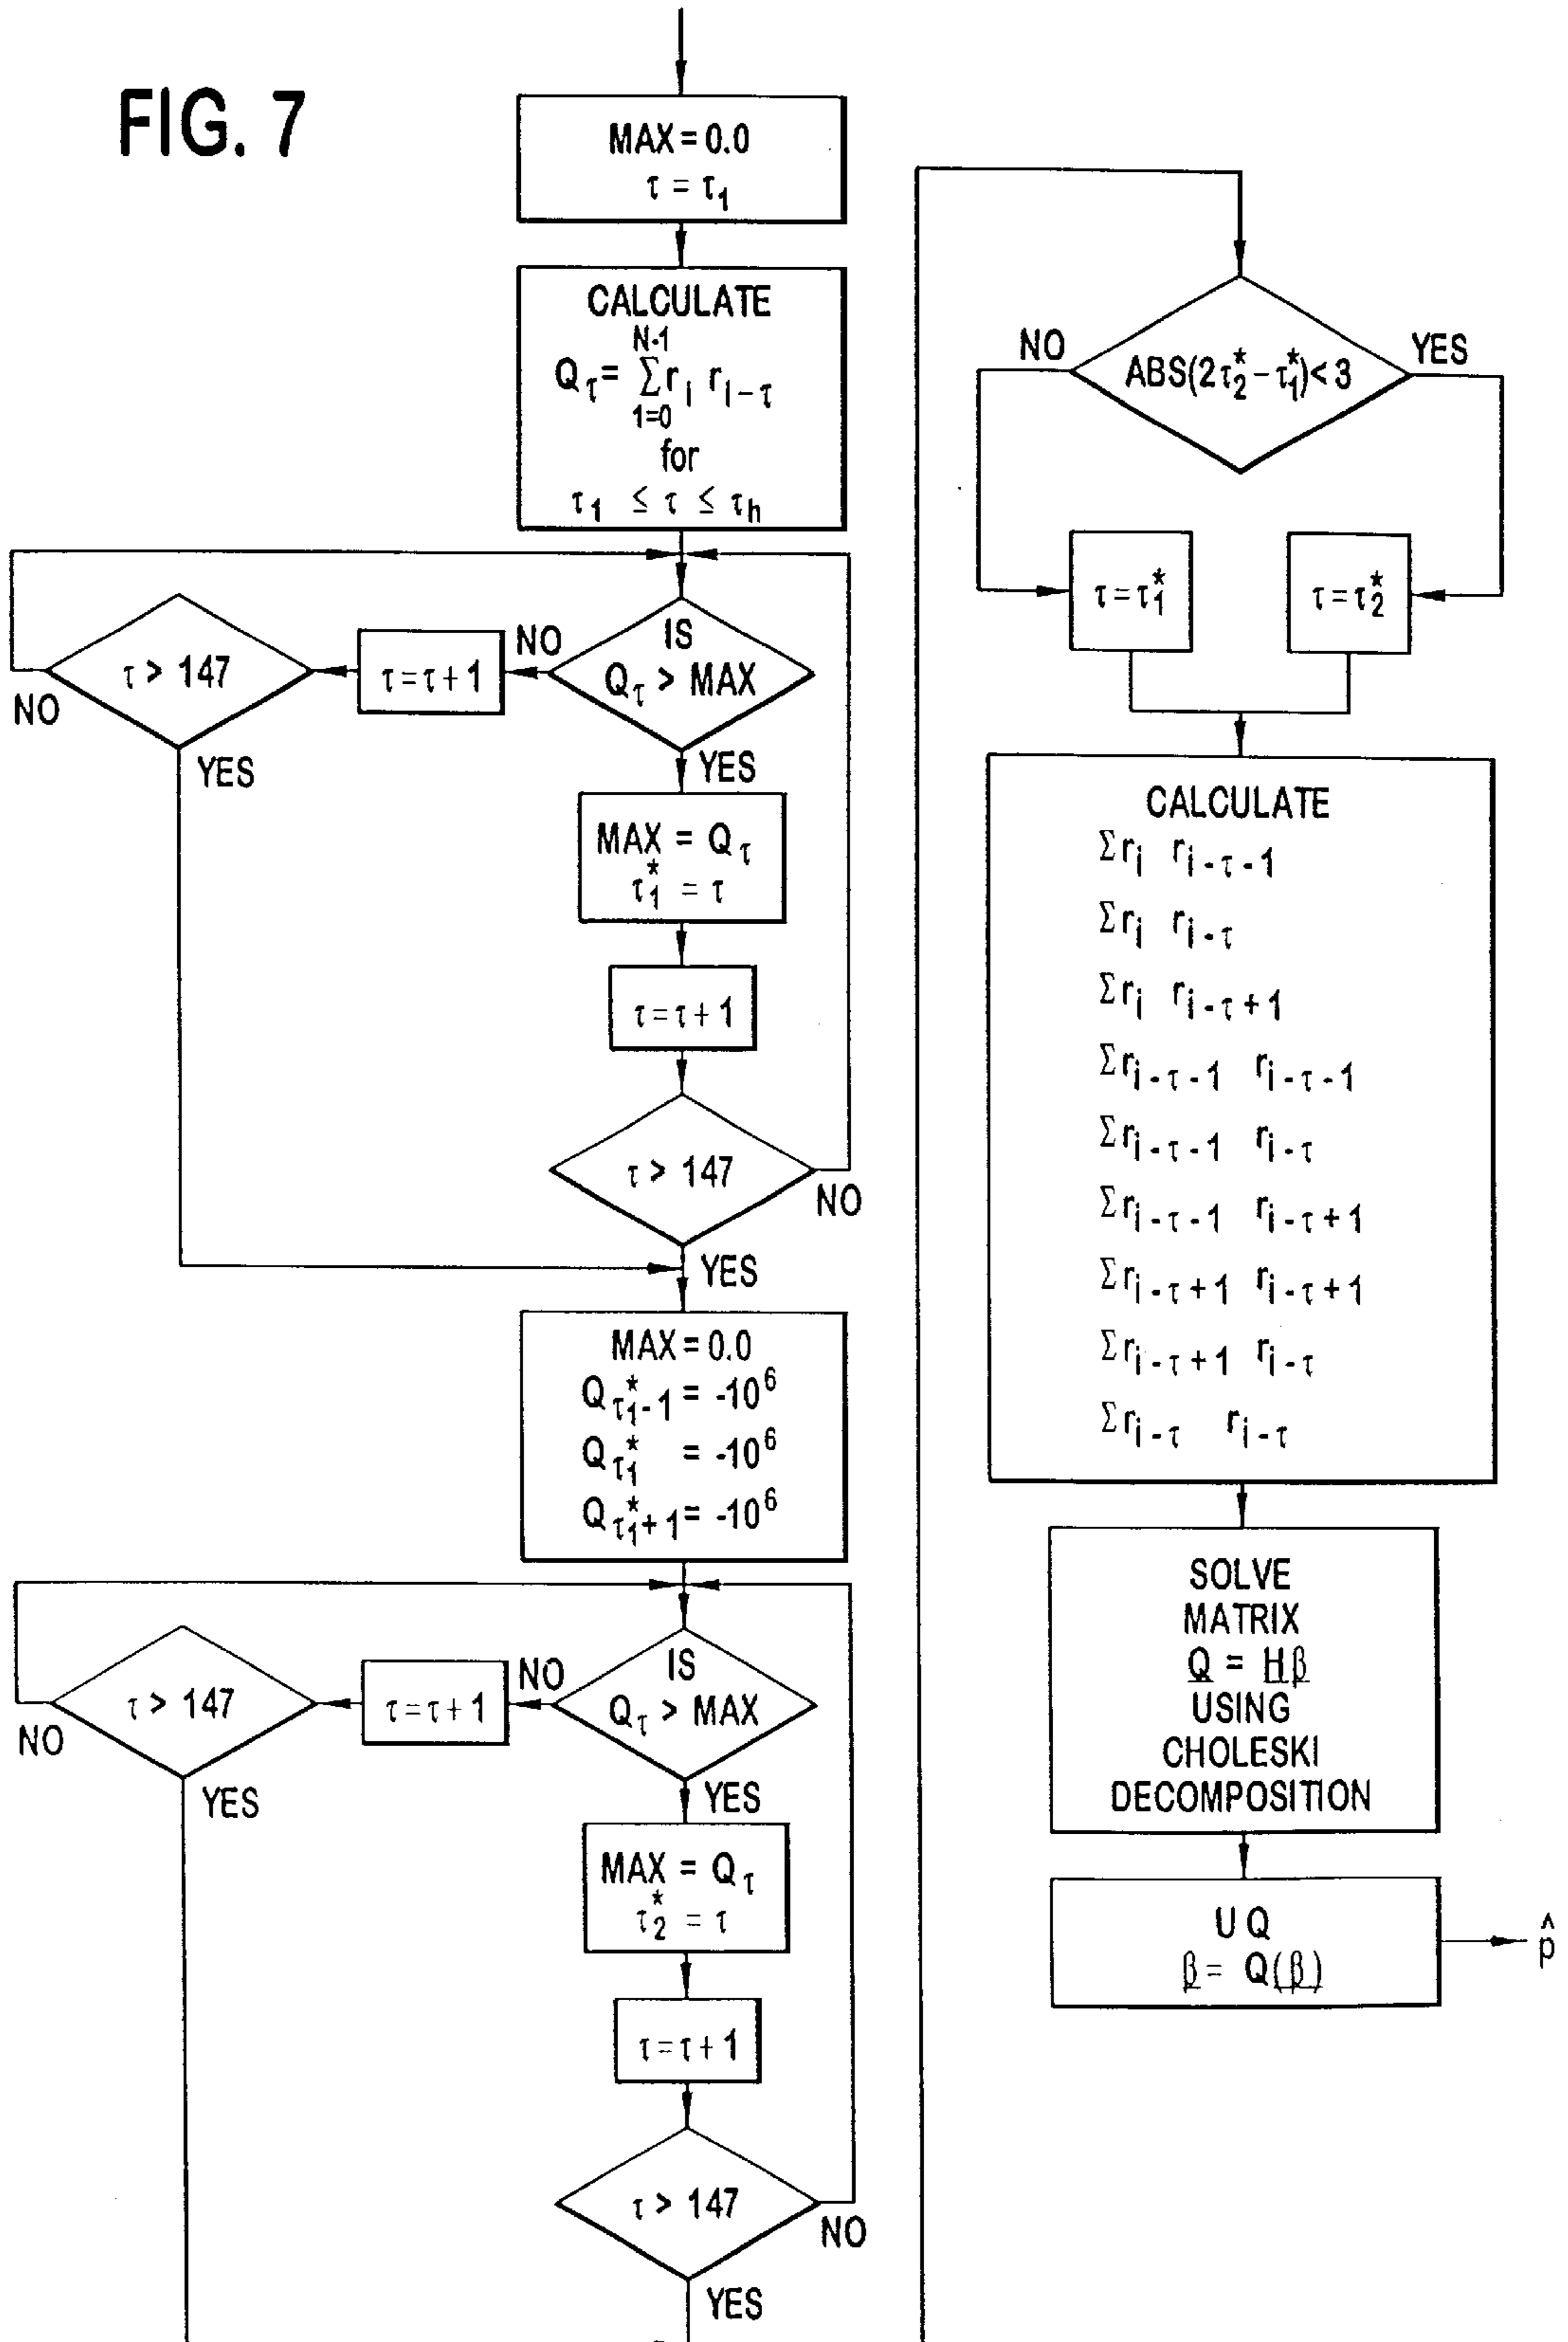 FIG. 7
MAX = 0.0
τ = τ1
CALCULATE
N-1
Qτ = Σ ri ri-τ
1=0
for
τ1 ≤ τ ≤ τh
IS
Qτ > MAX
NO
τ = τ + 1
τ > 147
NO
YES
YES
MAX = Qτ
τ1* = τ
τ = τ + 1
τ > 147
NO
YES
MAX = 0.0
Qτ1*-1 = -10^6
Qτ1* = -10^6
Qτ1*+1 = -10^6
IS
Qτ > MAX
NO
τ = τ + 1
τ > 147
NO
YES
YES
MAX = Qτ
τ2* = τ
τ = τ + 1
τ > 147
NO
YES
NO
ABS(2τ2* - τ1*) < 3
YES
τ = τ1*
τ = τ2*
CALCULATE
Σri ri-τ-1
Σri ri-τ
Σri ri-τ+1
Σri-τ-1 ri-τ-1
Σri-τ-1 ri-τ
Σri-τ-1 ri-τ+1
Σri-τ+1 ri-τ+1
Σri-τ+1 ri-τ
Σri-τ ri-τ
SOLVE
MATRIX
Q = Hβ
USING
CHOLESKI
DECOMPOSITION
U Q
β = Q(β)
p̂